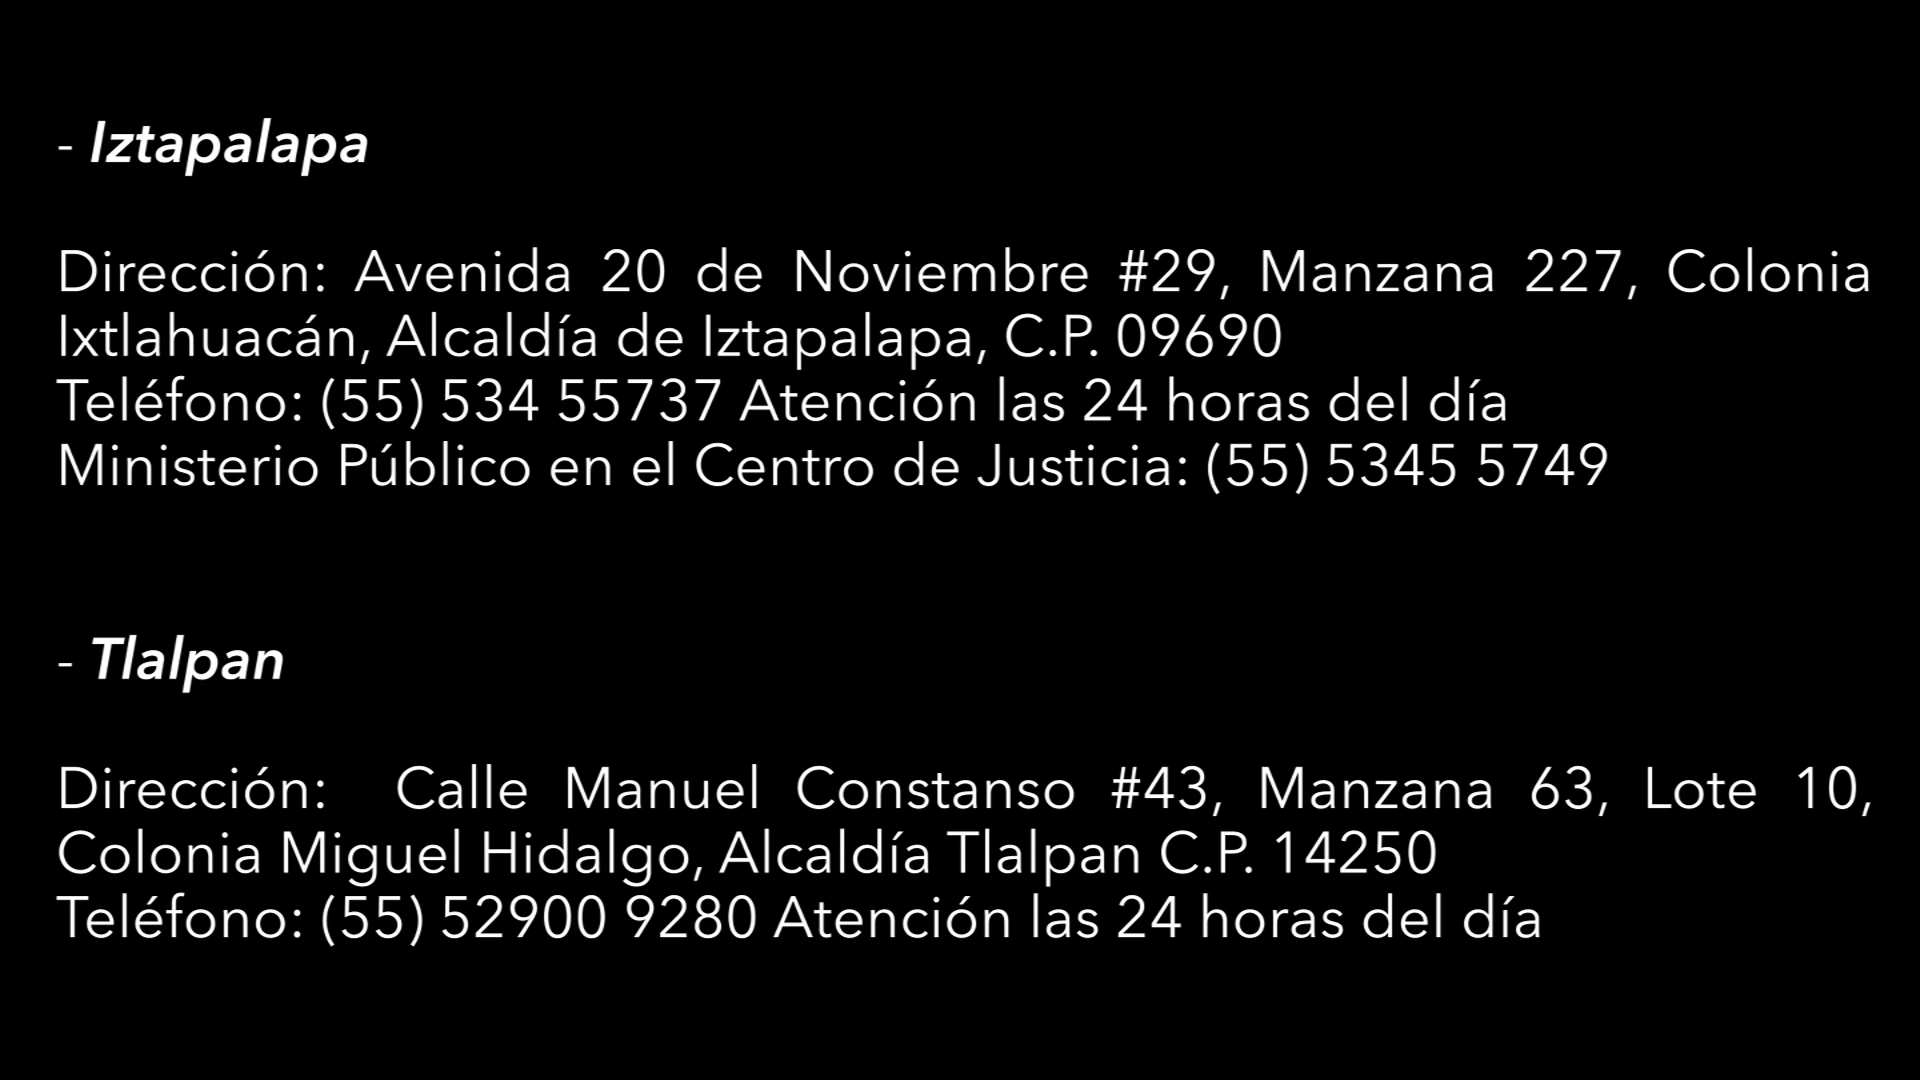 - Iztapalapa
Dirección: Avenida 20 de Noviembre #29, Manzana 227, Colonia
Ixtlahuacán, Alcaldía de Iztapalapa, C.P. 09690
Teléfono: (55) 534 55737 Atención las 24 horas del día
Ministerio Público en el Centro de Justicia: (55) 5345 5749
- Tlalpan
Dirección: Calle Manuel Constanso #43, Manzana 63, Lote 10,
Colonia Miguel Hidalgo, Alcaldía Tlalpan C.P. 14250
Teléfono: (55) 52900 9280 Atención las 24 horas del día